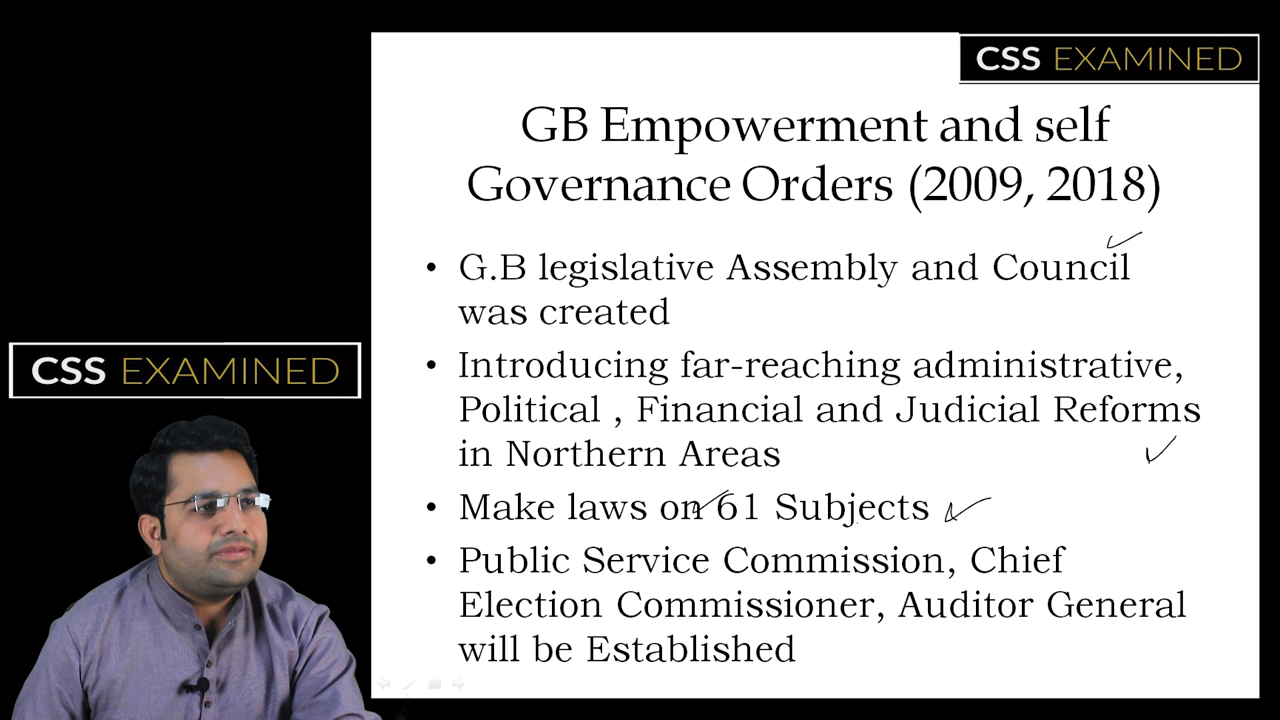 CSS EXAMINED
GB Empowerment and self
Governance Orders (2009, 2018)
• G.B legislative Assembly and Council
was created
• Introducing far-reaching administrative,
Political , Financial and Judicial Reforms
in Northern Areas
• Make laws on 61 Subjects
• Public Service Commission, Chief
Election Commissioner, Auditor General
will be Established
CSS EXAMINED